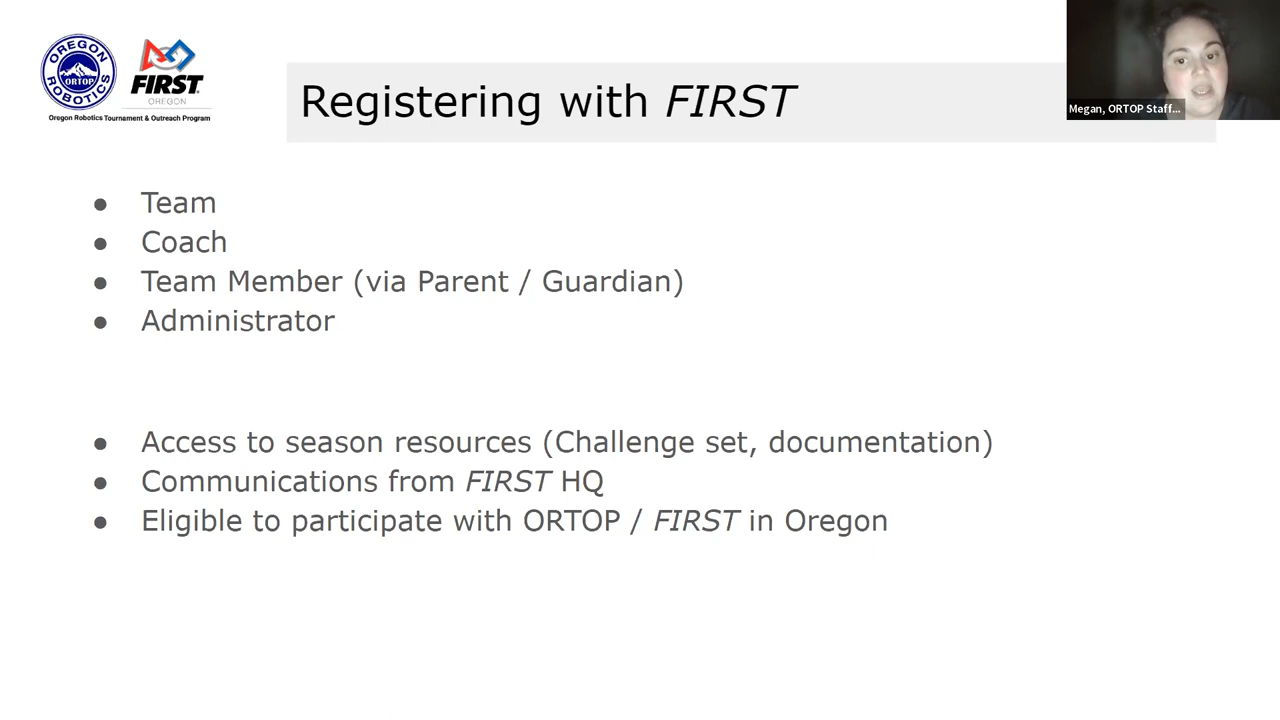 OREGON
ORTOP
ROBOTICS
FIRST
OREGON
Oregon Robotics Tournament & Outreach Program
Registering with FIRST
Megan, ORTOP Staff...
● Team
● Coach
● Team Member (via Parent / Guardian)
● Administrator
● Access to season resources (Challenge set, documentation)
● Communications from FIRST HQ
● Eligible to participate with ORTOP / FIRST in Oregon